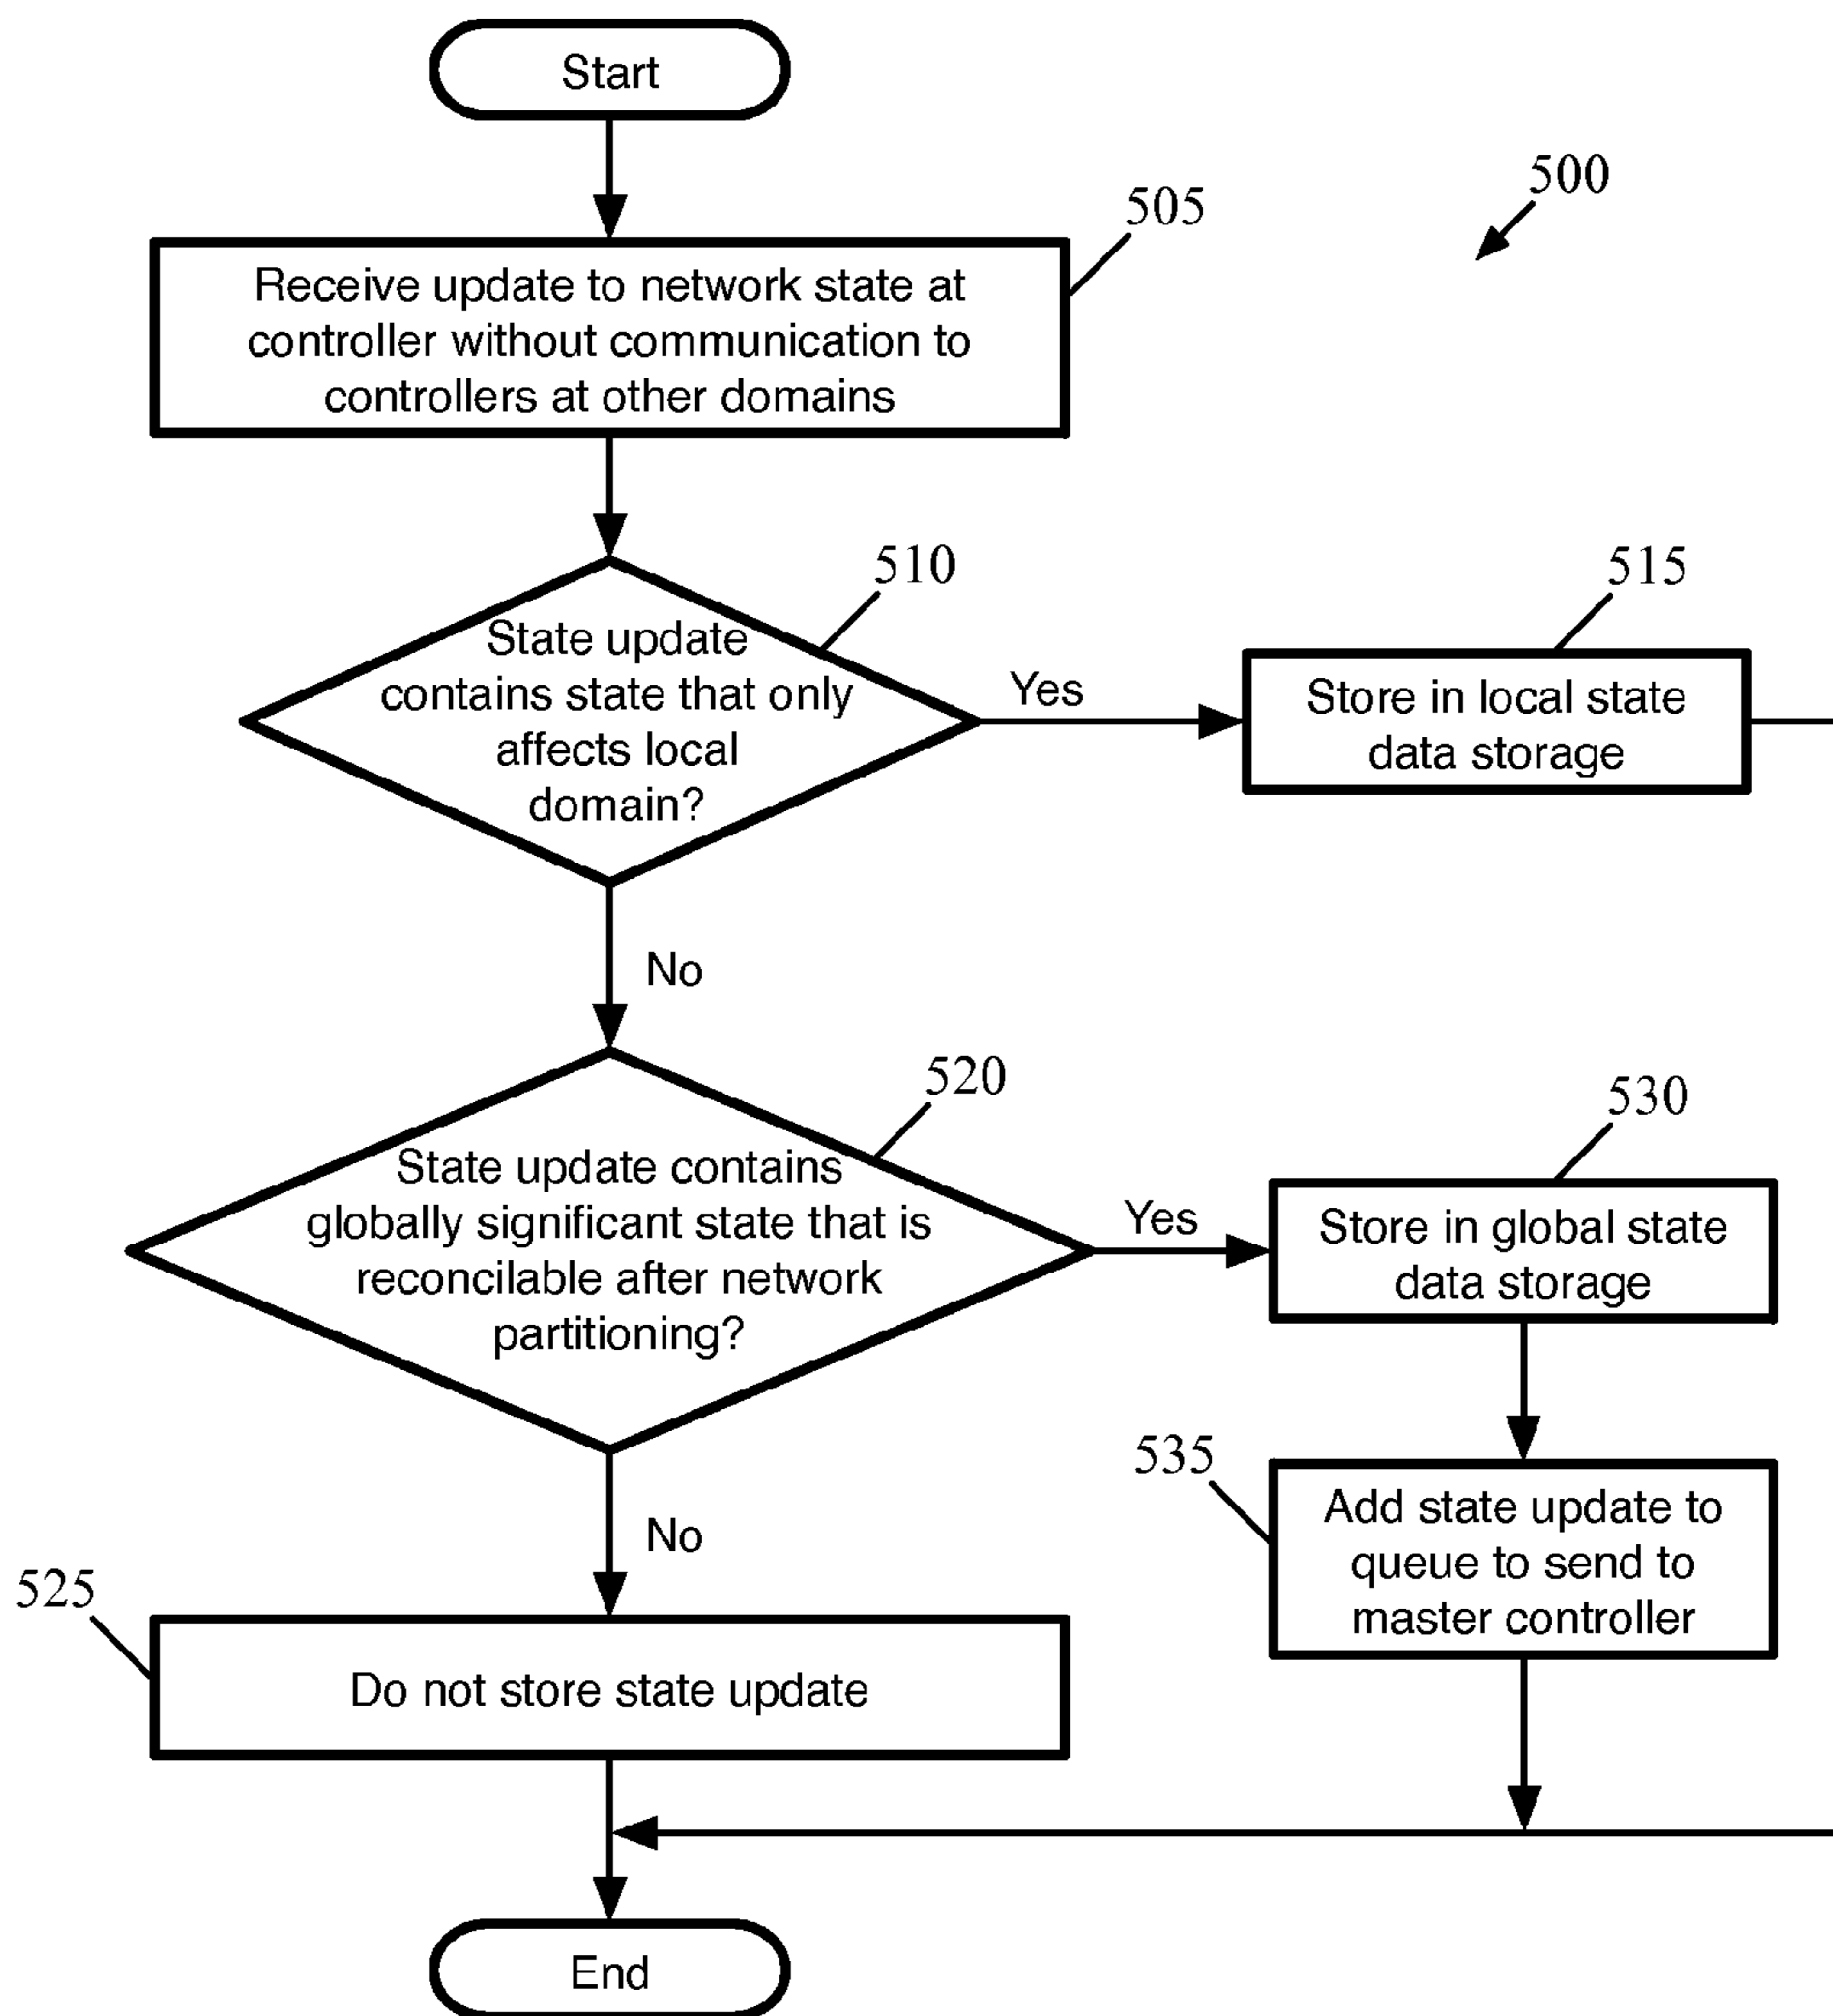 Start
500
505
Receive update to network state at
controller without communication to
controllers at other domains
510
State update
contains state that only
affects local
domain?
Yes
515
Store in local state
data storage
No
520
State update contains
globally significant state that is
reconcilable after network
partitioning?
Yes
530
Store in global state
data storage
535
Add state update to
queue to send to
master controller
No
525
Do not store state update
End